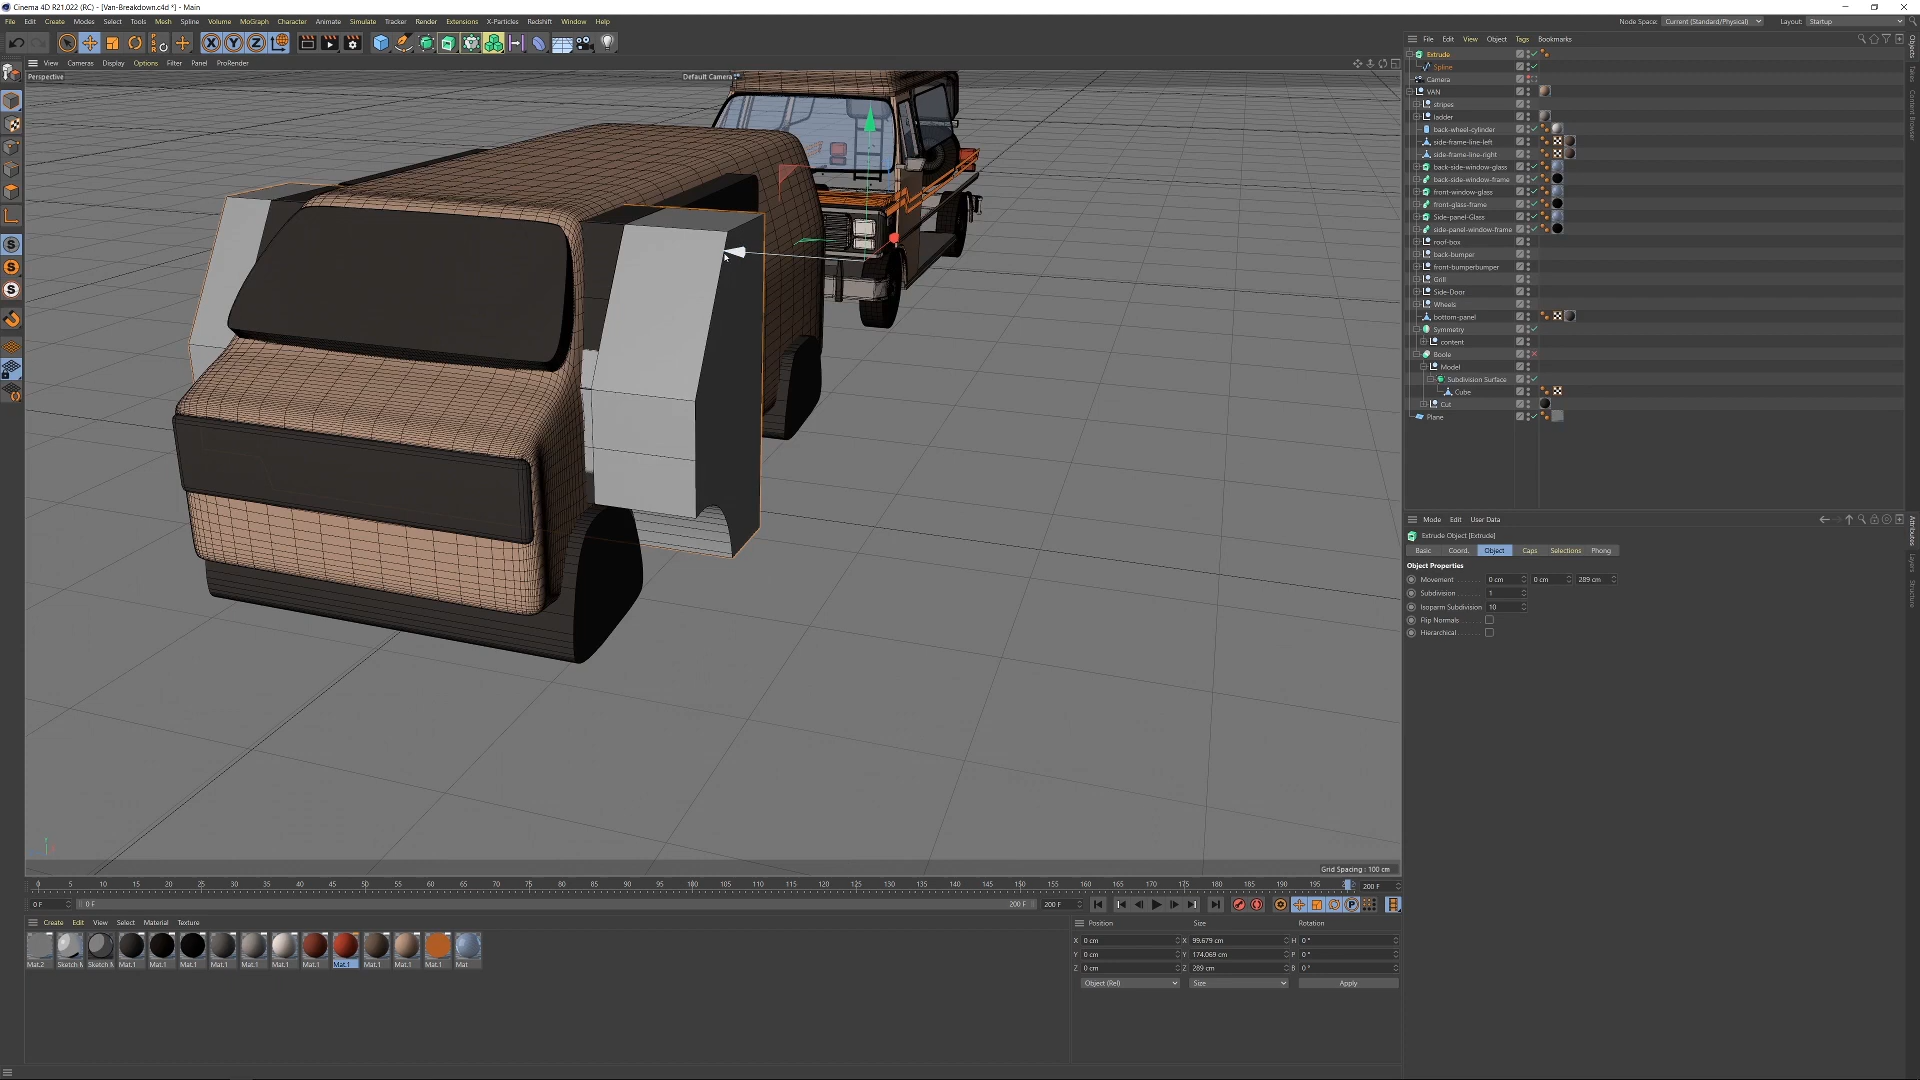 Cinema 4D R21.022 (RC) - [Van-Breakdown.c4d *] - Main
File Edit Create Modes Select Tools Mesh Spline Volume MoGraph Character Animate Simulate Tracker Render Extensions X-Particles Redshift Window Help
Node Space: Current (Standard/Physical) Layout: Startup
View Cameras Display Options Filter Panel ProRender
Perspective
Default Camera
Grid Spacing : 100 cm
File Edit View Object Tags Bookmarks
Extrude
Spline
Camera
VAN
stripes
ladder
back-wheel-cylinder
side-frame-line-left
side-frame-line-right
back-side-window-glass
back-side-window-frame
front-window-glass
front-glass-frame
Side-panel-Glass
side-panel-window-frame
roof-box
back-bumper
front-bumperbumper
Grill
Side-Door
Wheels
bottom-panel
Symmetry
content
Boole
Model
Subdivision Surface
Cube
Cut
Plane
Objects
Takes
Content Browser
Mode Edit User Data
Extrude Object [Extrude]
Basic Coord. Object Caps Selections Phong
Object Properties
Movement 0 cm 0 cm 289 cm
Subdivision 1
Isoparm Subdivision 10
Flip Normals
Hierarchical
Attributes
Layers
Structure
0 5 10 15 20 25 30 35 40 45 50 55 60 65 70 75 80 85 90 95 100 105 110 115 120 125 130 135 140 145 150 155 160 165 170 175 180 185 190 195 200 F
0 F 0 F 200 F 200 F
Create Edit View Select Material Texture
Mat.2 Sketch M Sketch M Mat.1 Mat.1 Mat.1 Mat.1 Mat.1 Mat.1 Mat.1 Mat.1 Mat.1 Mat.1 Mat.1 Mat
Position Size Rotation
X 0 cm X 99.679 cm H 0 °
Y 0 cm Y 174.069 cm P 0 °
Z 0 cm Z 289 cm B 0 °
Object (Rel) Size Apply